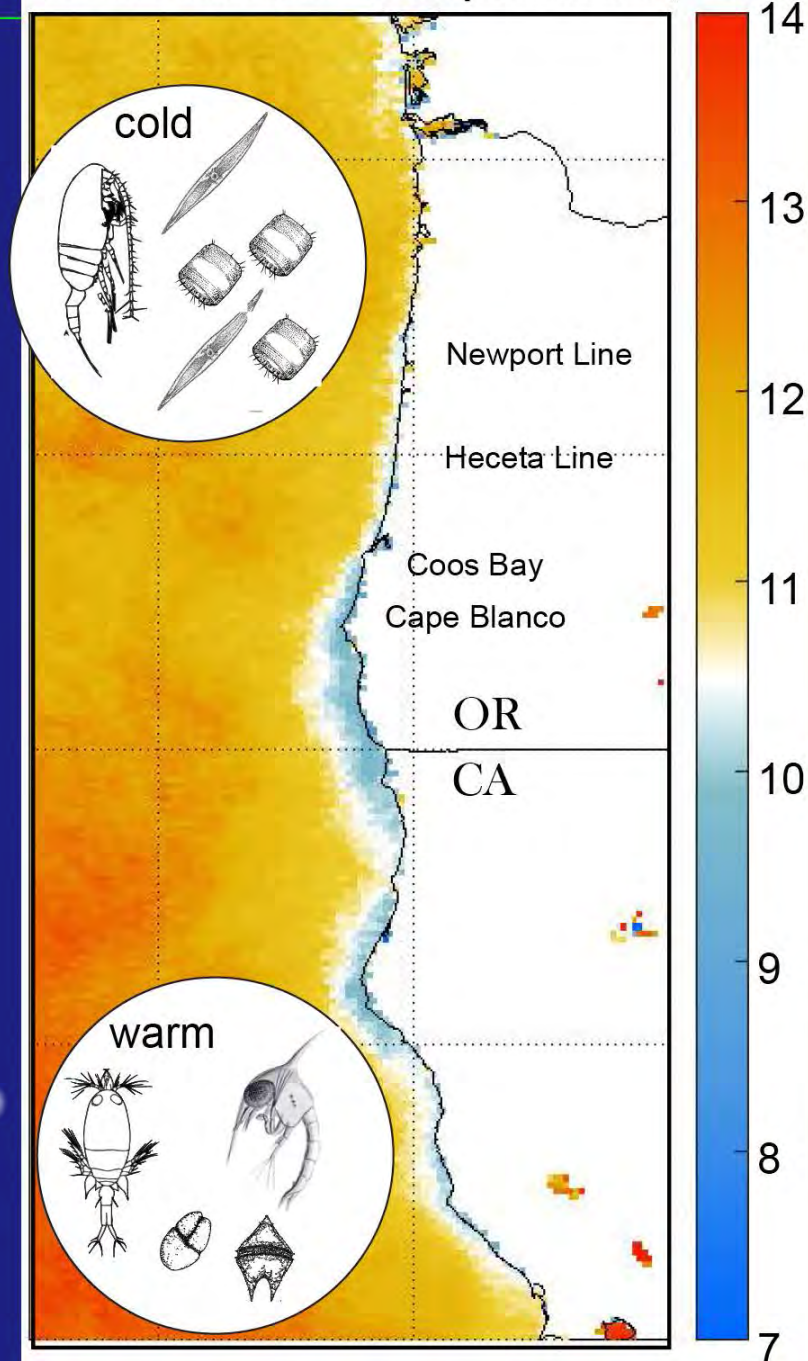 cold
Newport Line
Heceta Line
Coos Bay
Cape Blanco
OR
CA
warm
14
13
12
11
10
9
8
7